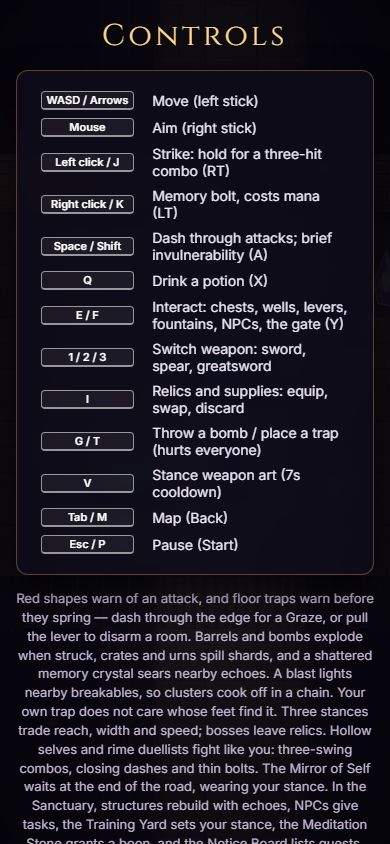 Controls
WASD / Arrows Move (left stick)
Mouse Aim (right stick)
Left click / J Strike: hold for a three-hit
combo (RT)
Right click / K Memory bolt, costs mana
(LT)
Space / Shift Dash through attacks; brief
invulnerability (A)
Q Drink a potion (X)
E / F Interact: chests, wells, levers,
fountains, NPCs, the gate (Y)
1 / 2 / 3 Switch weapon: sword,
spear, greatsword
I Relics and supplies: equip,
swap, discard
G / T Throw a bomb / place a trap
(hurts everyone)
V Stance weapon art (7s
cooldown)
Tab / M Map (Back)
Esc / P Pause (Start)
Red shapes warn of an attack, and floor traps warn before
they spring — dash through the edge for a Graze, or pull
the lever to disarm a room. Barrels and bombs explode
when struck, crates and urns spill shards, and a shattered
memory crystal sears nearby echoes. A blast lights
nearby breakables, so clusters cook off in a chain. Your
own trap does not care whose feet find it. Three stances
trade reach, width and speed; bosses leave relics. Hollow
selves and rime duellists fight like you: three-swing
combos, closing dashes and thin bolts. The Mirror of Self
waits at the end of the road, wearing your stance. In the
Sanctuary, structures rebuild with echoes, NPCs give
tasks, the Training Yard sets your stance, the Meditation
Stone grants a boon, and the Notice Board lists quests